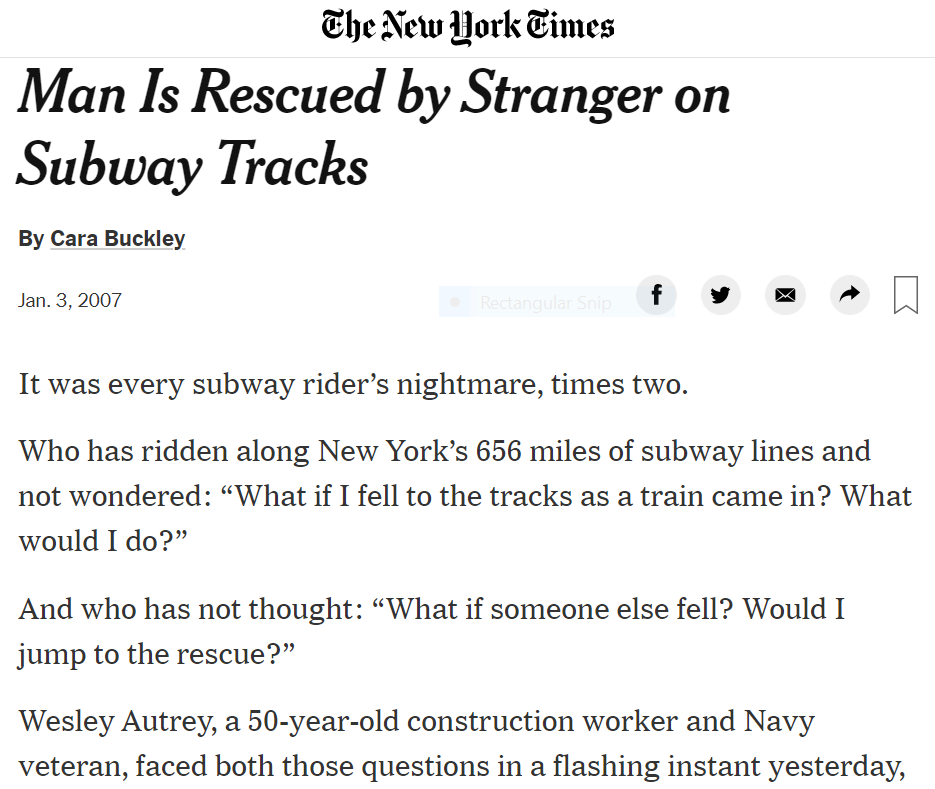 The New York Times
Man Is Rescued by Stranger on
Subway Tracks
By Cara Buckley
Jan. 3, 2007
Rectangular Snip
It was every subway rider’s nightmare, times two.
Who has ridden along New York’s 656 miles of subway lines and
not wondered: “What if I fell to the tracks as a train came in? What
would I do?”
And who has not thought: “What if someone else fell? Would I
jump to the rescue?”
Wesley Autrey, a 50-year-old construction worker and Navy
veteran, faced both those questions in a flashing instant yesterday,